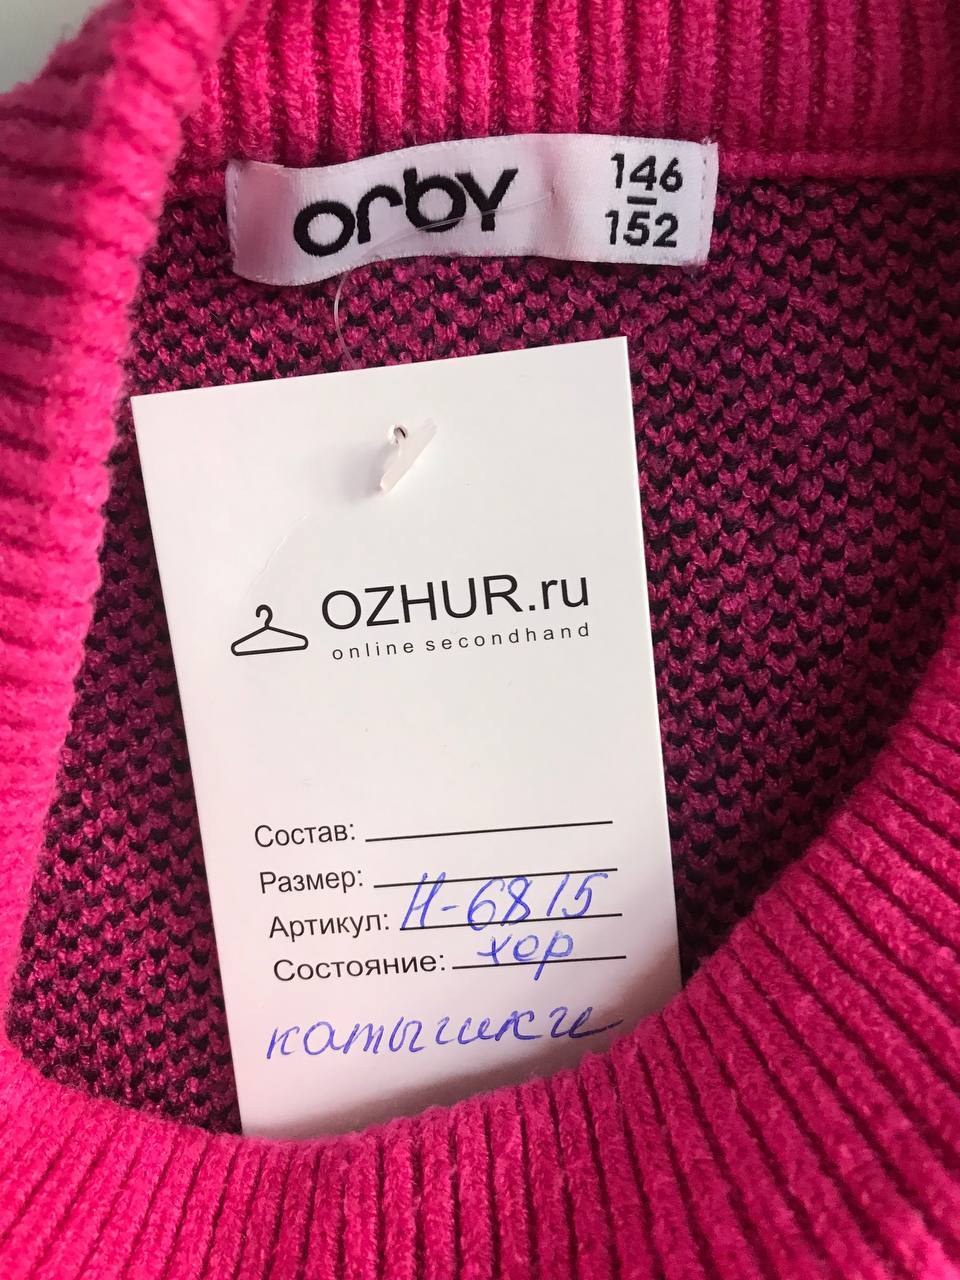 orby
146
152
OZHUR.ru
online secondhand
Состав:
Размер:
Артикул: Н-6815
Состояние: хор
катышки